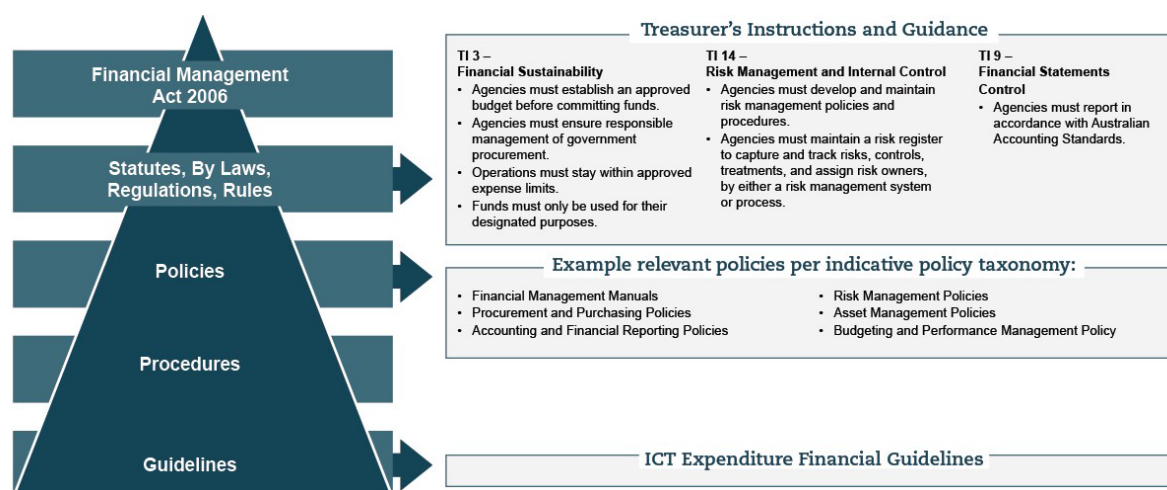 Financial Management
Act 2006
Statutes, By Laws,
Regulations, Rules
Policies
Procedures
Guidelines
Treasurer's Instructions and Guidance
TI 3 –
Financial Sustainability
• Agencies must establish an approved
budget before committing funds.
• Agencies must ensure responsible
management of government
procurement.
• Operations must stay within approved
expense limits.
• Funds must only be used for their
designated purposes.
TI 14 –
Risk Management and Internal Control
• Agencies must develop and maintain
risk management policies and
procedures.
• Agencies must maintain a risk register
to capture and track risks, controls,
treatments, and assign risk owners,
by either a risk management system
or process.
TI 9 –
Financial Statements
Control
• Agencies must report in
accordance with Australian
Accounting Standards.
Example relevant policies per indicative policy taxonomy:
• Financial Management Manuals
• Procurement and Purchasing Policies
• Accounting and Financial Reporting Policies
• Risk Management Policies
• Asset Management Policies
• Budgeting and Performance Management Policy
ICT Expenditure Financial Guidelines